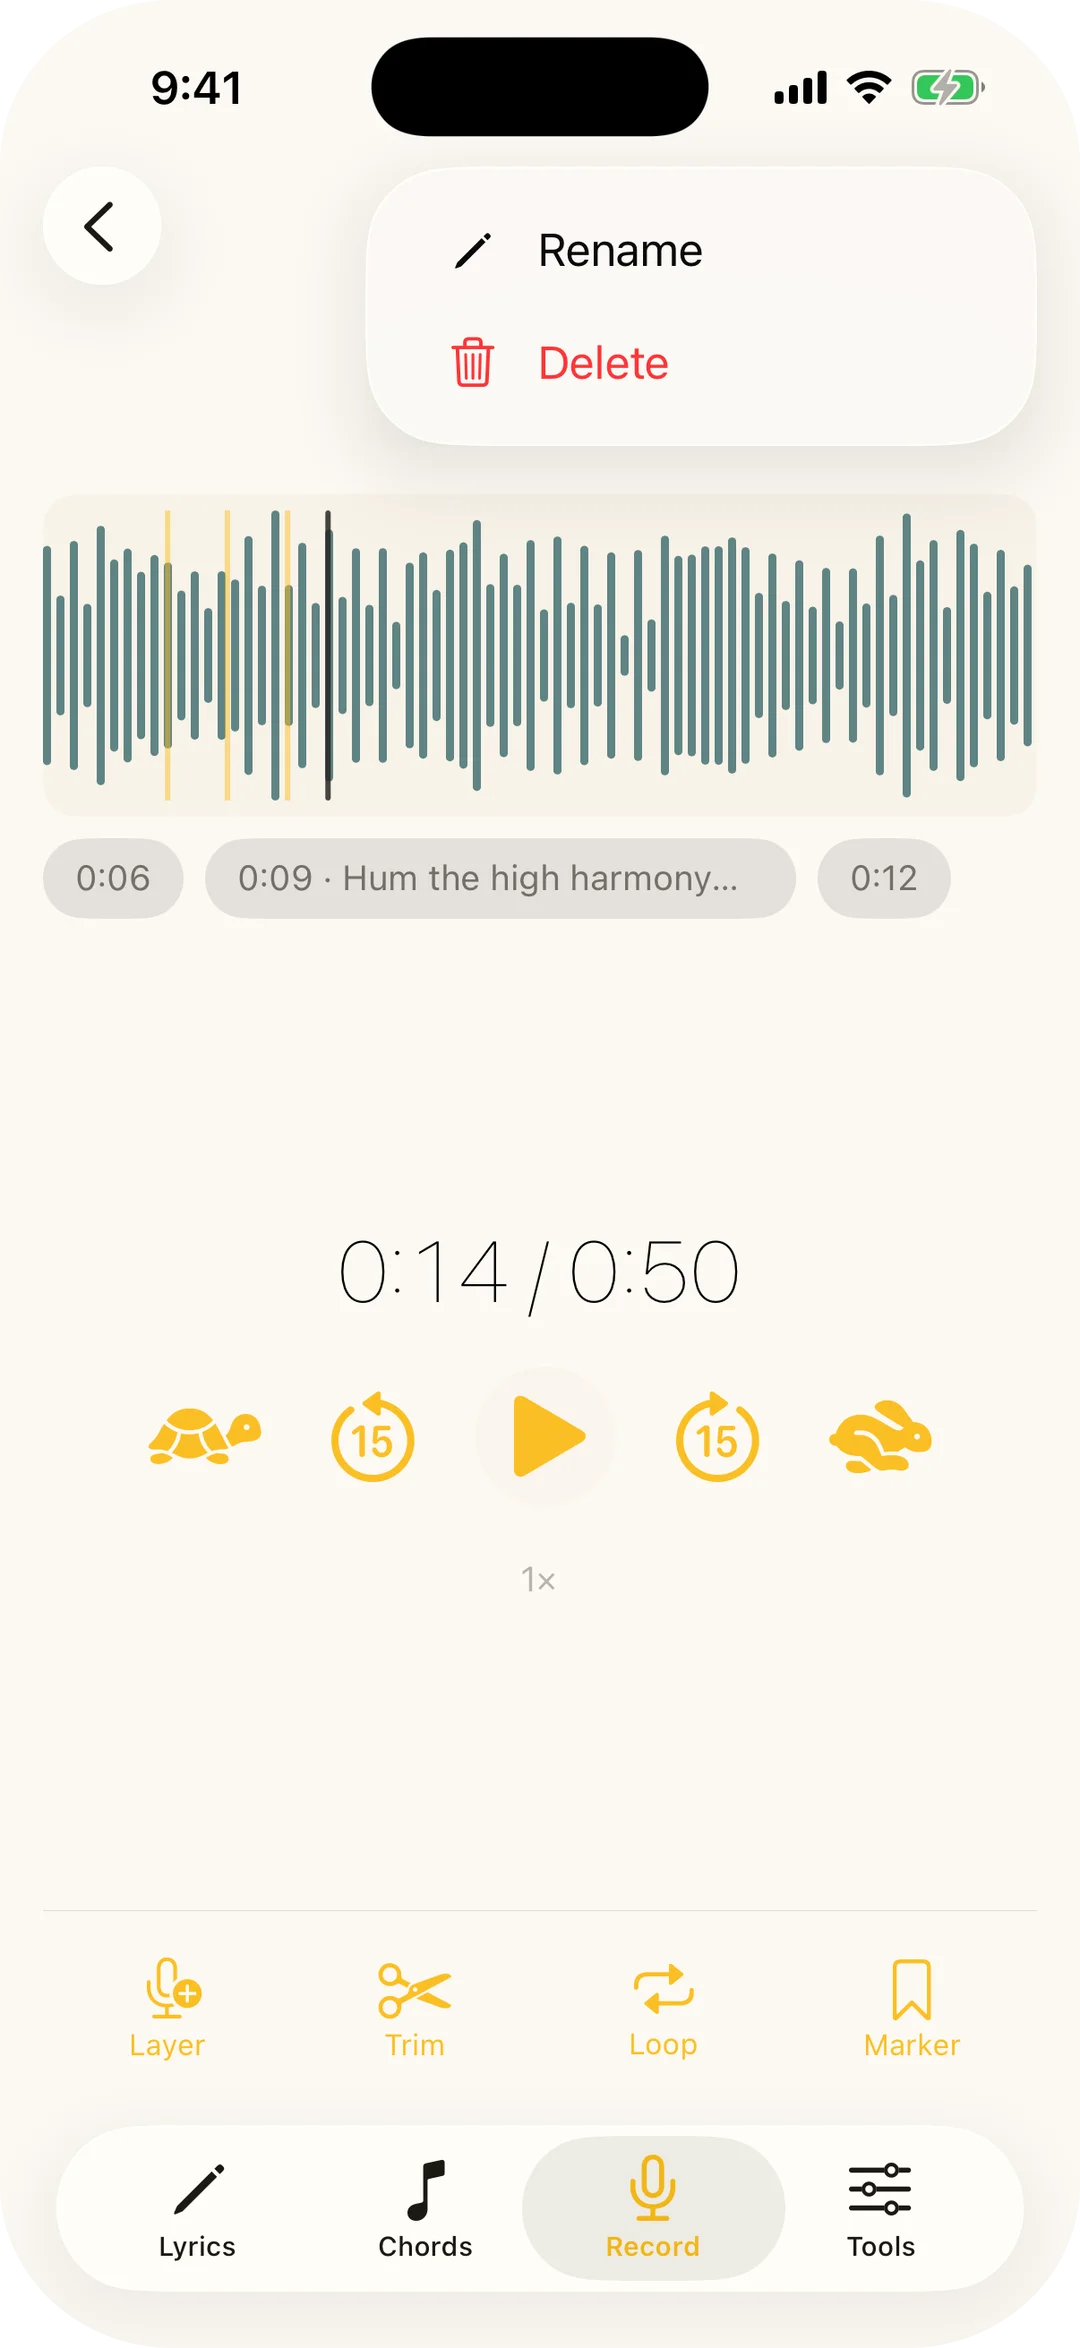 9:41
Rename
Delete
0:06
0:09 · Hum the high harmony...
0:12
0:14 / 0:50
15
15
1×
Layer
Trim
Loop
Marker
Lyrics
Chords
Record
Tools